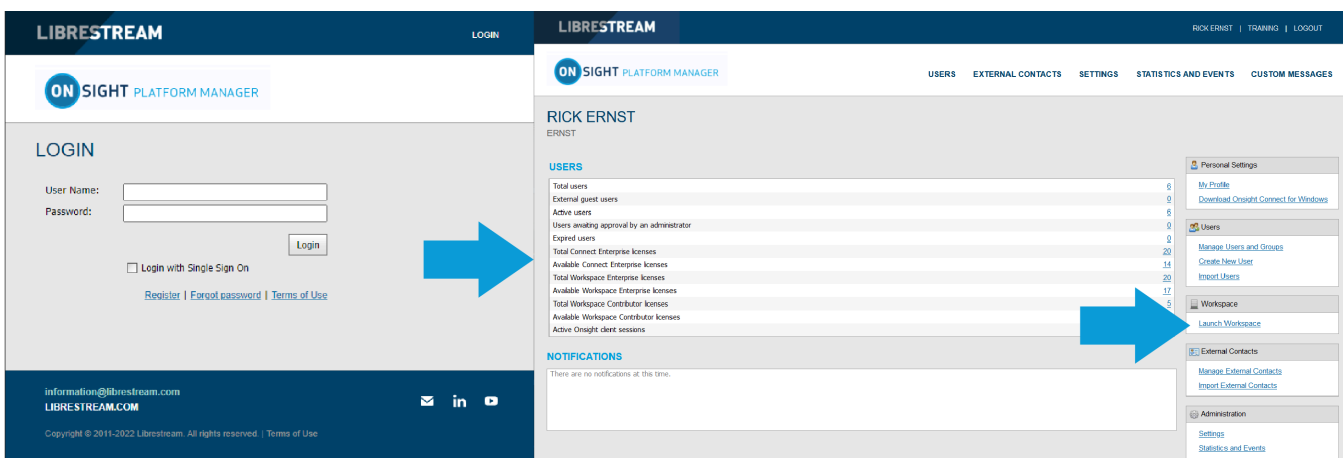 LIBRESTREAM
LOGIN
ON SIGHT PLATFORM MANAGER
LOGIN
User Name:
Password:
Login
Login with Single Sign On
Register | Forgot password | Terms of Use
information@librestream.com
LIBRESTREAM.COM
in
Copyright © 2011-2022 Librestream. All rights reserved. | Terms of Use
LIBRESTREAM
RICK ERNST | TRAINING | LOGOUT
ON SIGHT PLATFORM MANAGER
USERS EXTERNAL CONTACTS SETTINGS STATISTICS AND EVENTS CUSTOM MESSAGES
RICK ERNST
ERNST
USERS
Total users 6
External guest users 0
Active users 6
Users awaiting approval by an administrator 0
Expired users 0
Total Connect Enterprise licenses 20
Available Connect Enterprise licenses 14
Total Workspace Enterprise licenses 20
Available Workspace Enterprise licenses 17
Total Workspace Contributor licenses 5
Available Workspace Contributor licenses
Active Onsight client sessions
NOTIFICATIONS
There are no notifications at this time.
Personal Settings
My Profile
Download Onsight Connect for Windows
Users
Manage Users and Groups
Create New User
Import Users
Workspace
Launch Workspace
External Contacts
Manage External Contacts
Import External Contacts
Administration
Settings
Statistics and Events